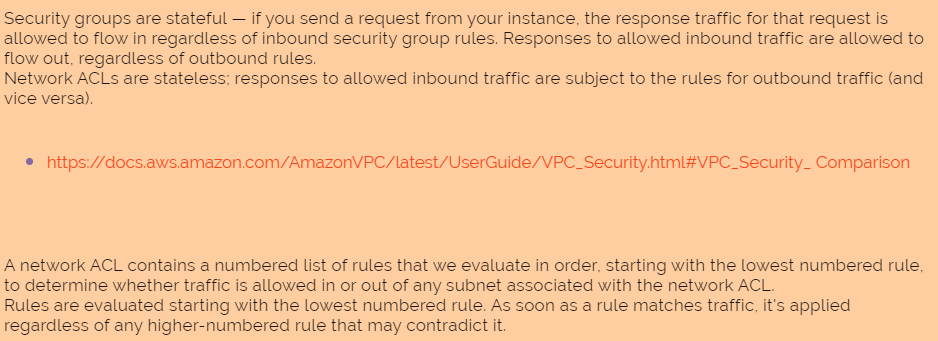 Security groups are stateful — if you send a request from your instance, the response traffic for that request is
allowed to flow in regardless of inbound security group rules. Responses to allowed inbound traffic are allowed to
flow out, regardless of outbound rules.
Network ACLs are stateless; responses to allowed inbound traffic are subject to the rules for outbound traffic (and
vice versa).
https://docs.aws.amazon.com/AmazonVPC/latest/UserGuide/VPC_Security.html#VPC_Security_ Comparison
A network ACL contains a numbered list of rules that we evaluate in order, starting with the lowest numbered rule,
to determine whether traffic is allowed in or out of any subnet associated with the network ACL.
Rules are evaluated starting with the lowest numbered rule. As soon as a rule matches traffic, it's applied
regardless of any higher-numbered rule that may contradict it.